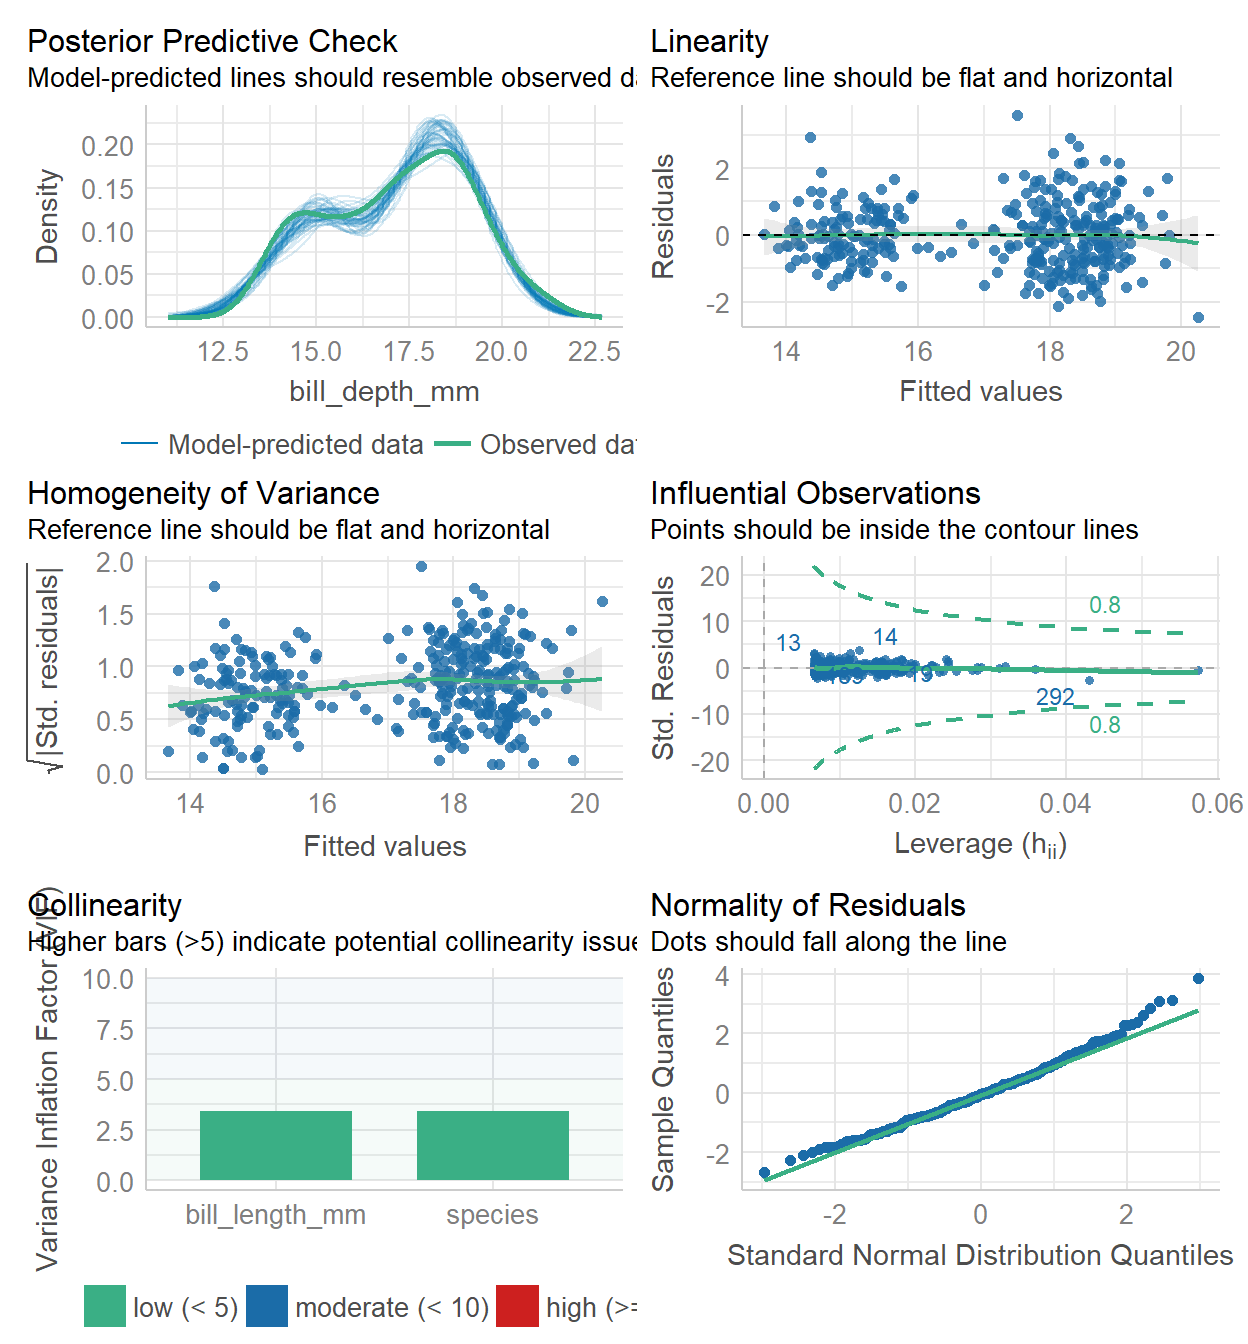 Posterior Predictive Check
Model-predicted lines should resemble observed da
Density
0.20
0.15
0.10
0.05
0.00
12.5 15.0 17.5 20.0 22.5
bill_depth_mm
Model-predicted data Observed dat
Linearity
Reference line should be flat and horizontal
Residuals
2
0
-2
14 16 18 20
Fitted values
Homogeneity of Variance
Reference line should be flat and horizontal
√|Std. residuals|
2.0
1.5
1.0
0.5
0.0
14 16 18 20
Fitted values
Influential Observations
Points should be inside the contour lines
Std. Residuals
20
10
0
-10
-20
0.8
13
14
292
0.8
0.00 0.02 0.04 0.06
Leverage (hii)
Collinearity
Higher bars (>5) indicate potential collinearity issue
Variance Inflation Factor (VIF)
10.0
7.5
5.0
2.5
0.0
bill_length_mm species
low (< 5) moderate (< 10) high (>=
Normality of Residuals
Dots should fall along the line
Sample Quantiles
4
2
0
-2
-2 0 2
Standard Normal Distribution Quantiles